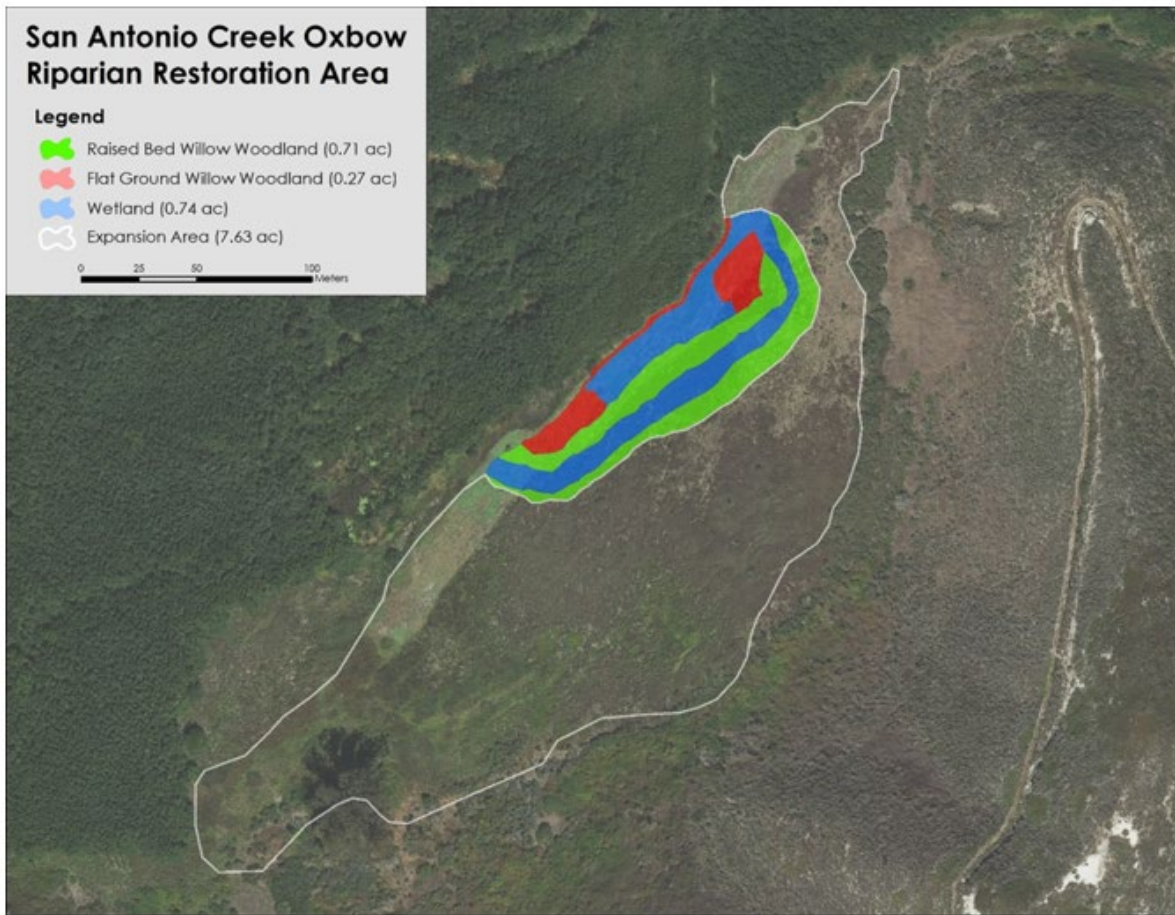 San Antonio Creek Oxbow
Riparian Restoration Area
Legend
Raised Bed Willow Woodland (0.71 ac)
Flat Ground Willow Woodland (0.27 ac)
Wetland (0.74 ac)
Expansion Area (7.63 ac)
0 25 50 100
Meters